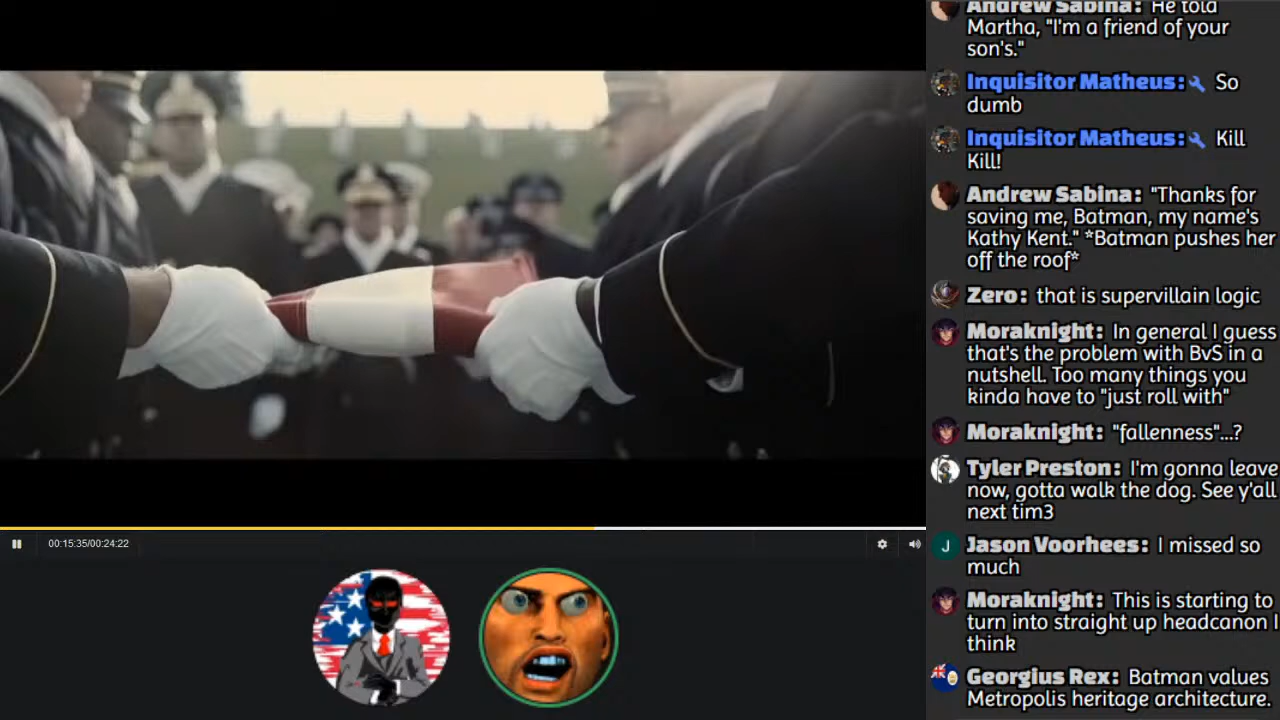 Andrew Sabina: He told
Martha, "I'm a friend of your
son's."
Inquisitor Matheus: So
dumb
Inquisitor Matheus: Kill
Kill!
Andrew Sabina: "Thanks for
saving me, Batman, my name's
Kathy Kent." *Batman pushes her
off the roof*
Zero: that is supervillain logic
Moraknight: In general I guess
that's the problem with BvS in a
nutshell. Too many things you
kinda have to "just roll with"
Moraknight: "fallenness"...?
Tyler Preston: I'm gonna leave
now, gotta walk the dog. See y'all
next tim3
00:15:35/00:24:22
J Jason Voorhees: I missed so
much
Moraknight: This is starting to
turn into straight up headcanon I
think
Georgius Rex: Batman values
Metropolis heritage architecture.